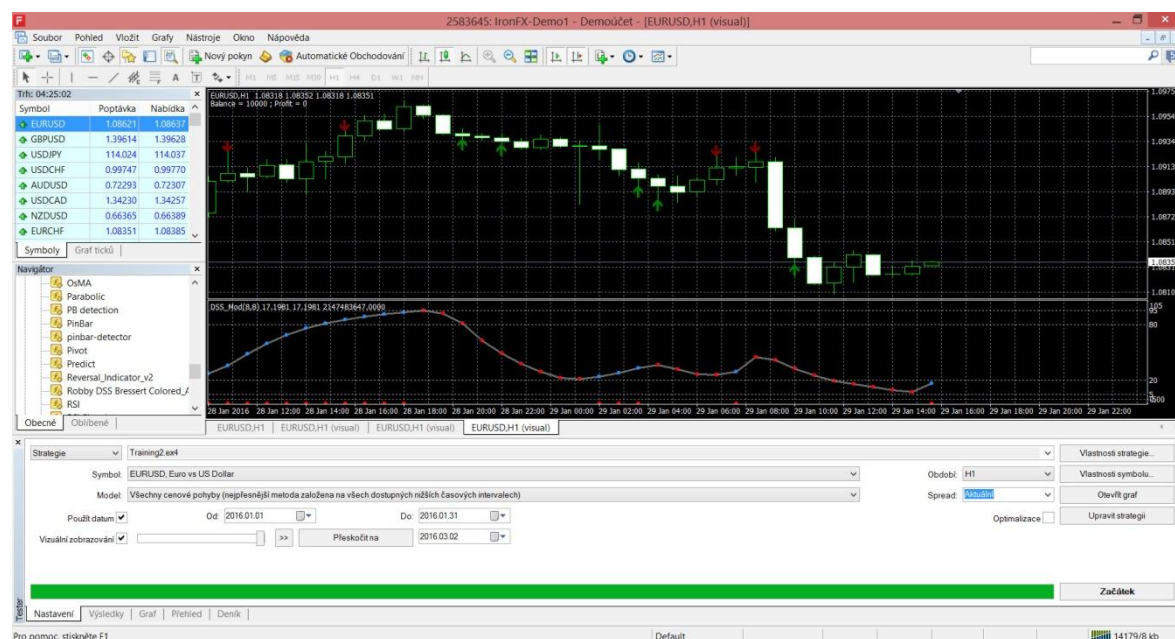 2583645: IronFX-Demo1 - Demoúčet - [EURUSD,H1 (visual)]
Soubor Pohled Vložit Grafy Nástroje Okno Nápověda
Nový pokyn Automatické Obchodování
A T M1 M5 M15 M30 H1 H4 D1 W1 MN
Trh: 04:25:02
Symbol Poptávka Nabídka
EURUSD 1.08621 1.08637
GBPUSD 1.39614 1.39628
USDJPY 114.024 114.037
USDCHF 0.99747 0.99770
AUDUSD 0.72293 0.72307
USDCAD 1.34230 1.34257
NZDUSD 0.66365 0.66389
EURCHF 1.08351 1.08385
Symboly Graf ticků
Navigátor
OsMA
Parabolic
PB detection
PinBar
pinbar-detector
Pivot
Predict
Reversal_Indicator_v2
Robby DSS Bressert Colored_A
RSI
Obecné Oblíbené
EURUSD,H1 1.08318 1.08352 1.08318 1.08351
Balance = 10000 ; Profit = 0
1.0975
1.0954
1.0934
1.0913
1.0893
1.0872
1.0851
1.0835
1.0831
1.0810
DSS_Mod(8,8) 17.1981 17.1981 2147483647.0000
105
95
80
20
5
28 Jan 2016 28 Jan 12:00 28 Jan 14:00 28 Jan 16:00 28 Jan 18:00 28 Jan 20:00 28 Jan 22:00 29 Jan 00:00 29 Jan 02:00 29 Jan 04:00 29 Jan 06:00 29 Jan 08:00 29 Jan 10:00 29 Jan 12:00 29 Jan 14:00 29 Jan 16:00 29 Jan 18:00 29 Jan 20:00 29 Jan 22:00
EURUSD,H1 EURUSD,H1 (visual) EURUSD,H1 (visual) EURUSD,H1 (visual)
Strategie Training2.ex4 Vlastnosti strategie...
Symbol: EURUSD, Euro vs US Dollar Období: H1 Vlastnosti symbolu...
Model: Všechny cenové pohyby (nejpřesnější metoda založena na všech dostupných nižších časových intervalech) Spread: Aktuální Otevřít graf
Použít datum Od: 2016.01.01 Do: 2016.01.31 Optimalizace Upravit strategii
Vizuální zobrazování >> Přeskočit na 2016.03.02
Začátek
Tester
Nastavení Výsledky Graf Přehled Deník
Pro pomoc, stiskněte F1 Default 14179/8 kb